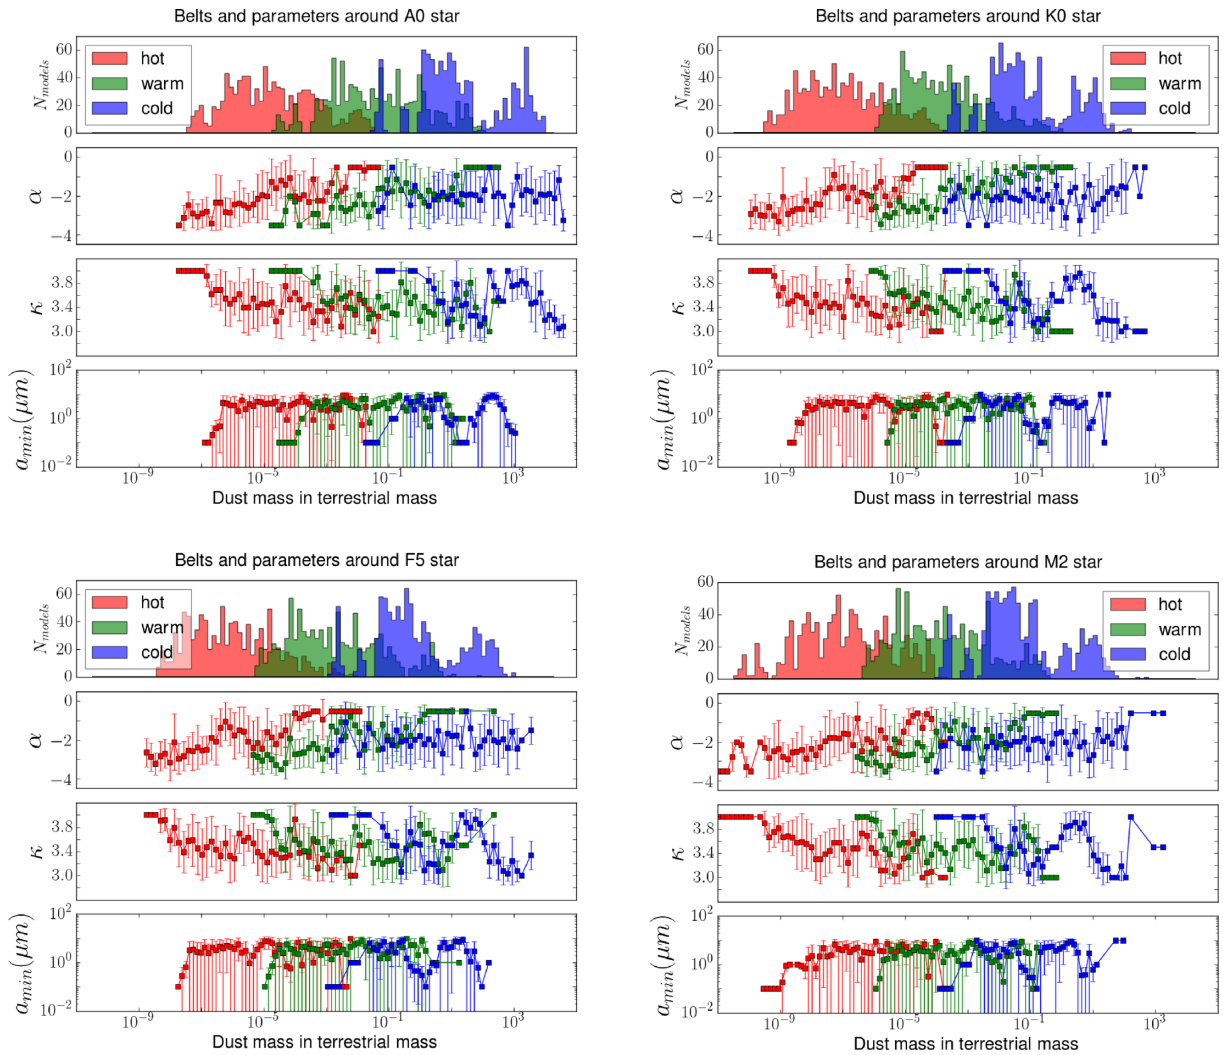 Belts and parameters around A0 star
60
40
20
0
N_models
hot
warm
cold
0
−2
−4
α
3.8
3.4
3.0
κ
10^2
10^0
10^−2
a_min(μm)
10^−9
10^−5
10^−1
10^3
Dust mass in terrestrial mass
Belts and parameters around K0 star
60
40
20
0
N_models
hot
warm
cold
0
−2
−4
α
3.8
3.4
3.0
κ
10^2
10^0
10^−2
a_min(μm)
10^−9
10^−5
10^−1
10^3
Dust mass in terrestrial mass
Belts and parameters around F5 star
60
40
20
0
N_models
hot
warm
cold
0
−2
−4
α
3.8
3.4
3.0
κ
10^2
10^0
10^−2
a_min(μm)
10^−9
10^−5
10^−1
10^3
Dust mass in terrestrial mass
Belts and parameters around M2 star
60
40
20
0
N_models
hot
warm
cold
0
−2
−4
α
3.8
3.4
3.0
κ
10^2
10^0
10^−2
a_min(μm)
10^−9
10^−5
10^−1
10^3
Dust mass in terrestrial mass